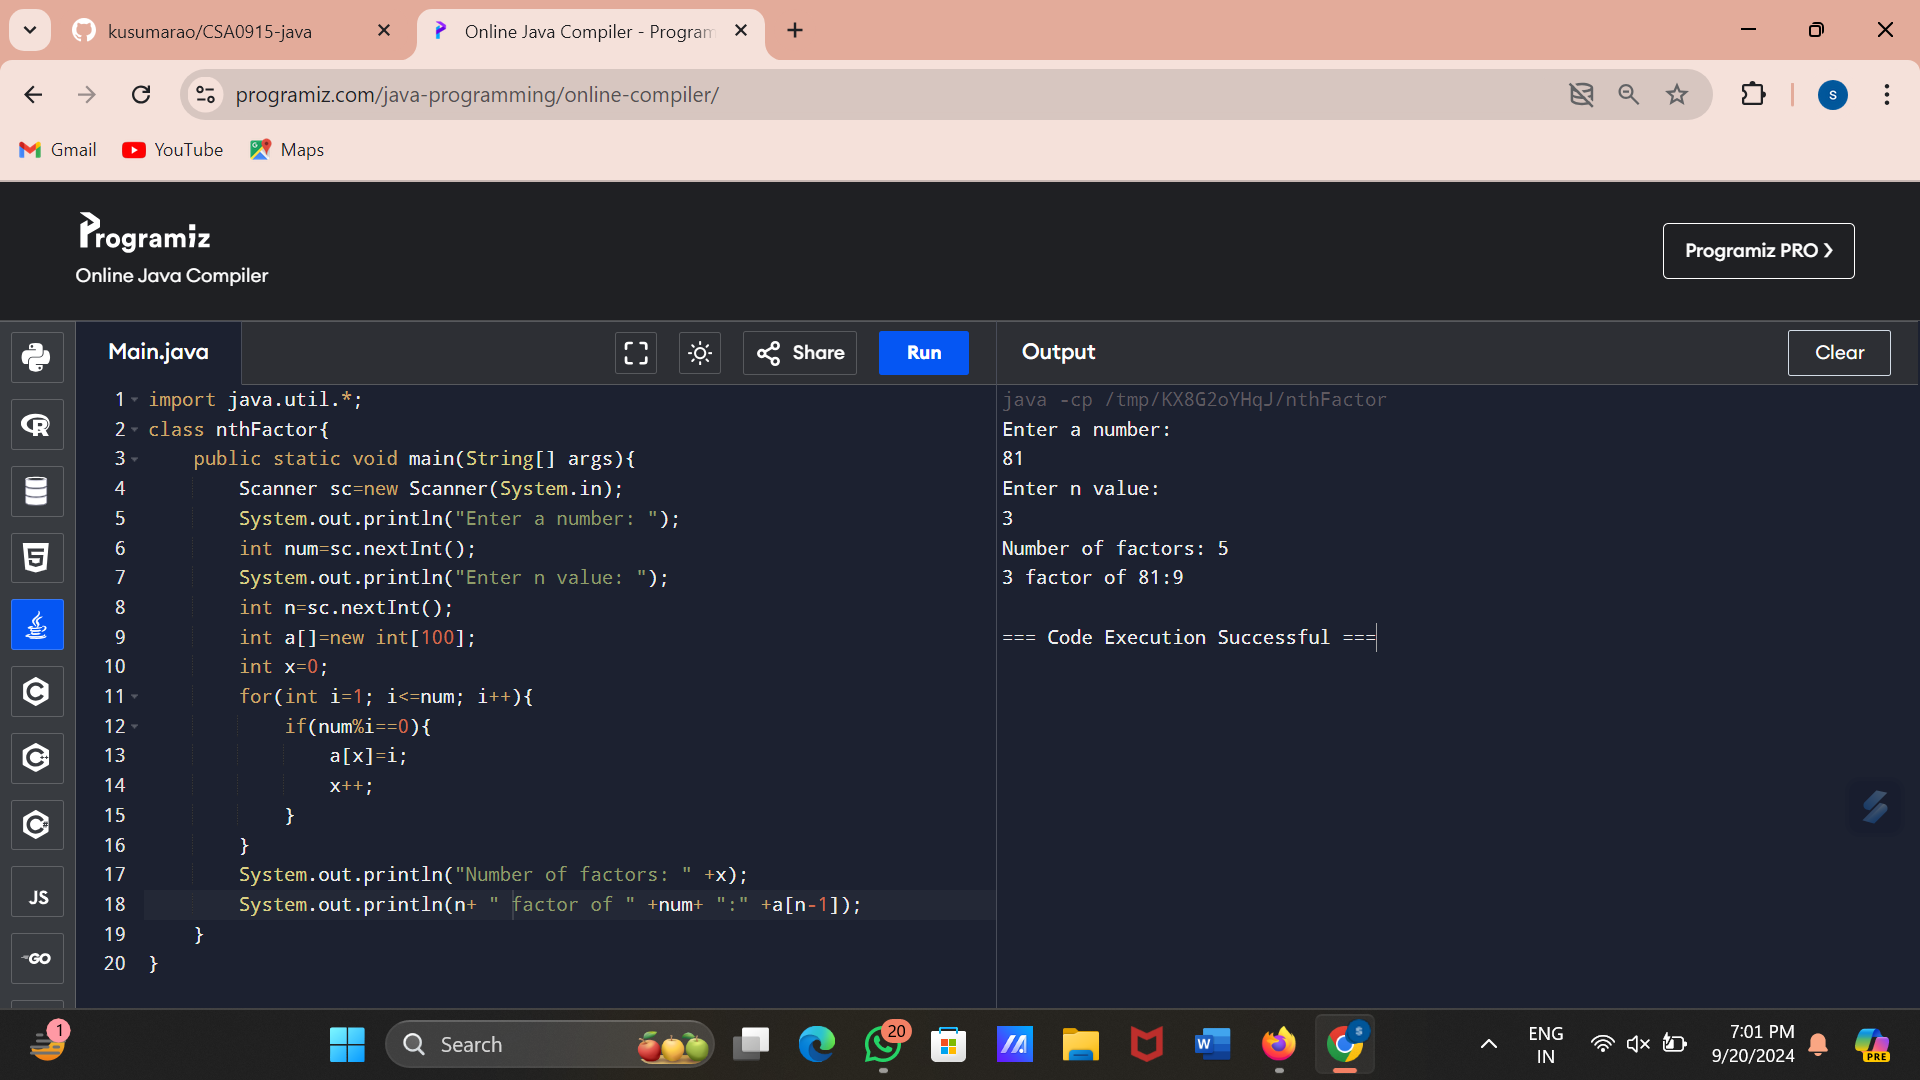 kusumarao/CSA0915-java
Online Java Compiler - Program
programiz.com/java-programming/online-compiler/
s
Gmail
YouTube
Maps
Programiz
Online Java Compiler
Programiz PRO ❯
Main.java
Share
Run
Output
Clear
1 import java.util.*;
2 class nthFactor{
3     public static void main(String[] args){
4         Scanner sc=new Scanner(System.in);
5         System.out.println("Enter a number: ");
6         int num=sc.nextInt();
7         System.out.println("Enter n value: ");
8         int n=sc.nextInt();
9         int a[]=new int[100];
10         int x=0;
11         for(int i=1; i<=num; i++){
12             if(num%i==0){
13                 a[x]=i;
14                 x++;
15             }
16         }
17         System.out.println("Number of factors: " +x);
18         System.out.println(n+ " factor of " +num+ ":" +a[n-1]);
19     }
20 }
java -cp /tmp/KX8G2oYHqJ/nthFactor
Enter a number:
81
Enter n value:
3
Number of factors: 5
3 factor of 81:9
=== Code Execution Successful ===
R
5
C
C++
C#
JS
GO
1
Search
20
W
S
ENG
IN
7:01 PM
9/20/2024
PRE